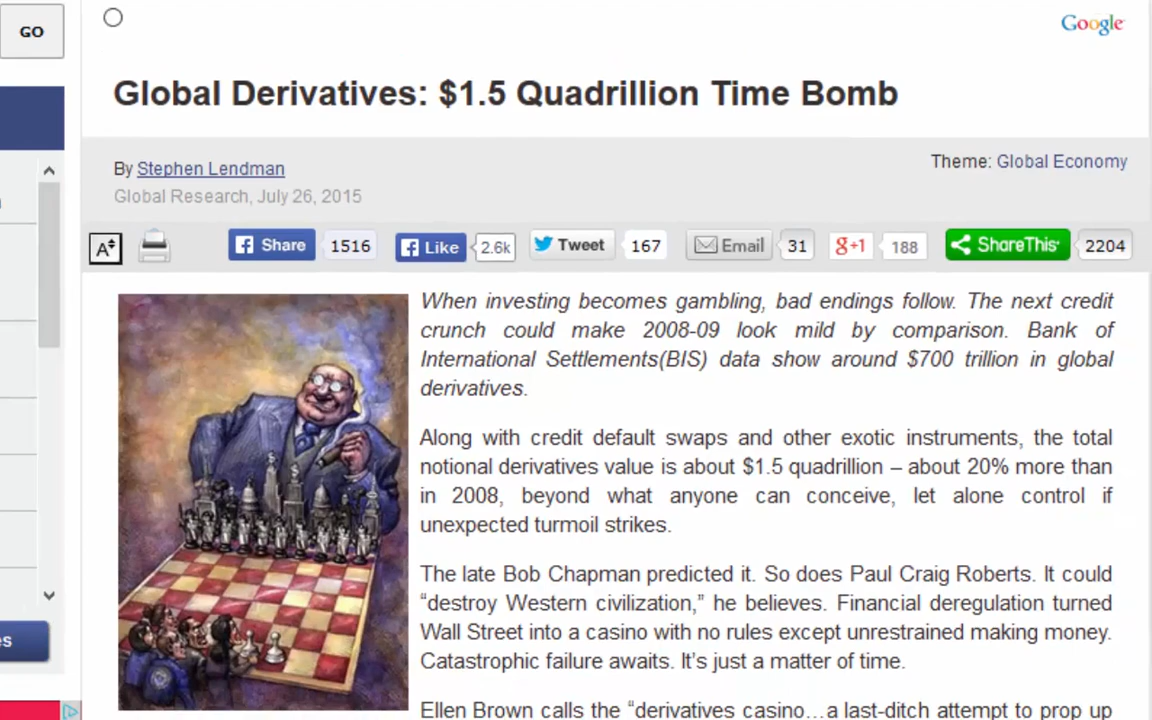 GO
Google
Global Derivatives: $1.5 Quadrillion Time Bomb
By Stephen Lendman
Theme: Global Economy
Global Research, July 26, 2015
A Share 1516 Like 2.6k Tweet 167 Email 31 g+1 188 ShareThis 2204
When investing becomes gambling, bad endings follow. The next credit
crunch could make 2008-09 look mild by comparison. Bank of
International Settlements(BIS) data show around $700 trillion in global
derivatives.
Along with credit default swaps and other exotic instruments, the total
notional derivatives value is about $1.5 quadrillion – about 20% more than
in 2008, beyond what anyone can conceive, let alone control if
unexpected turmoil strikes.
The late Bob Chapman predicted it. So does Paul Craig Roberts. It could
“destroy Western civilization,” he believes. Financial deregulation turned
Wall Street into a casino with no rules except unrestrained making money.
Catastrophic failure awaits. It’s just a matter of time.
Ellen Brown calls the “derivatives casino…a last-ditch attempt to prop up